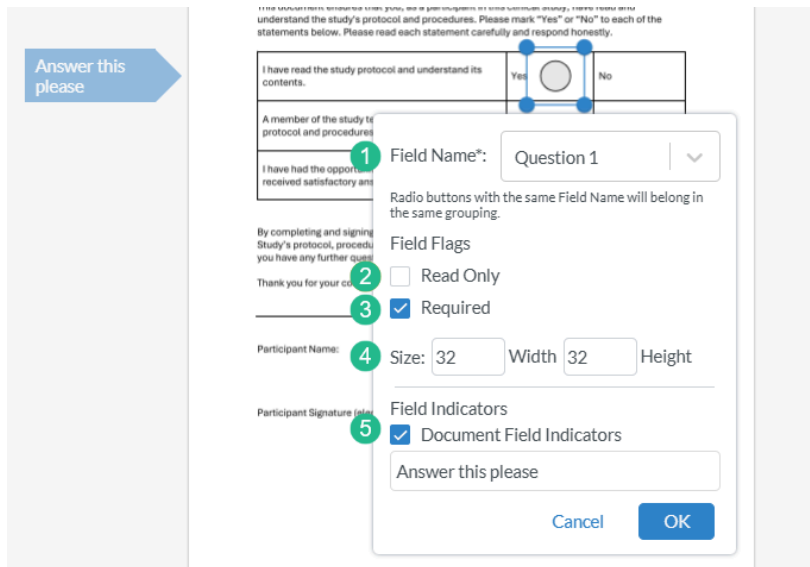 This document ensures that you, as a participant in this clinical study, have read and
understand the study's protocol and procedures. Please mark "Yes" or "No" to each of the
statements below. Please read each statement carefully and respond honestly.
Answer this
please
I have read the study protocol and understand its
contents.
Yes
No
A member of the study te
protocol and procedures
I have had the opport
received satisfactory ans
By completing and signing
Study's protocol, procedu
you have any further ques
Thank you for your co
Participant Name:
Participant Signature
1
Field Name*:
Question 1
Radio buttons with the same Field Name will belong in
the same grouping.
Field Flags
2
Read Only
3
Required
4
Size: 32 Width 32 Height
Field Indicators
5
Document Field Indicators
Answer this please
Cancel
OK